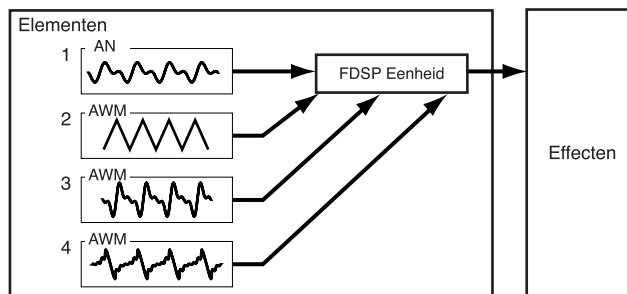 Elementen
1 AN
FDSP Eenheid
2 AWM
3 AWM
4 AWM
Effecten